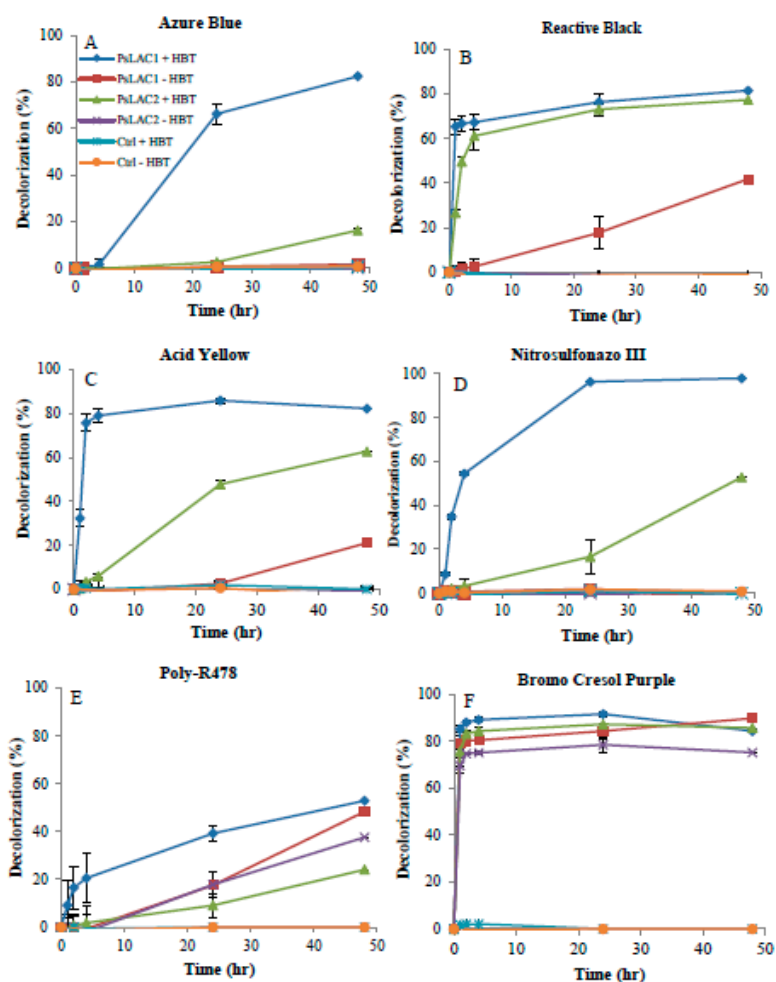 Azure Blue
A
PsLAC1 + HBT
PsLAC1 - HBT
PsLAC2 + HBT
PsLAC2 - HBT
Ctrl + HBT
Ctrl - HBT
Decolorization (%)
100
80
60
40
20
0
0 10 20 30 40 50
Time (hr)
Reactive Black
B
Decolorization (%)
100
80
60
40
20
0
0 10 20 30 40 50
Time (hr)
Acid Yellow
C
Decolorization (%)
100
80
60
40
20
0
0 10 20 30 40 50
Time (hr)
Nitrosulfonazo III
D
Decolorization (%)
100
80
60
40
20
0
0 10 20 30 40 50
Time (hr)
Poly-R478
E
Decolorization (%)
100
80
60
40
20
0
0 10 20 30 40 50
Time (hr)
Bromo Cresol Purple
F
Decolorization (%)
100
80
60
40
20
0
0 10 20 30 40 50
Time (hr)